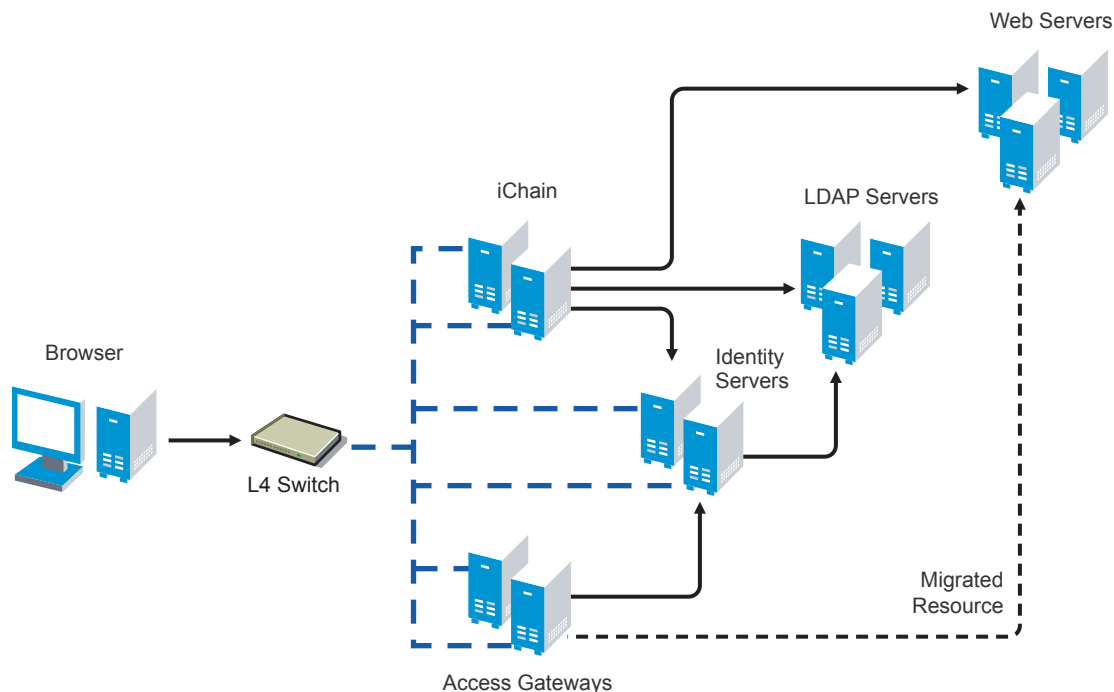 Web Servers
iChain
LDAP Servers
Browser
Identity
Servers
L4 Switch
Migrated
Resource
Access Gateways